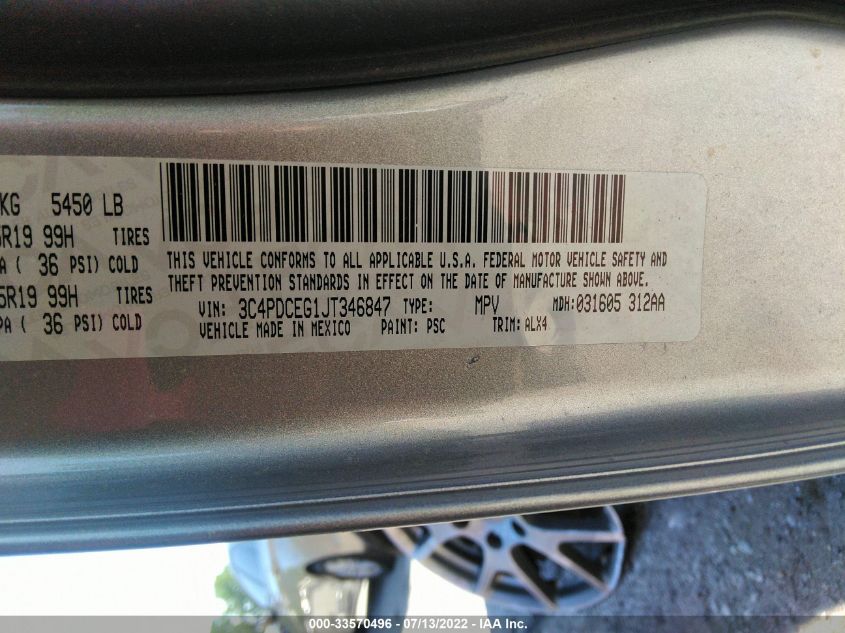 KG 5450 LB
R19 99H TIRES
A ( 36 PSI) COLD
5R19 99H TIRES
PA ( 36 PSI) COLD
THIS VEHICLE CONFORMS TO ALL APPLICABLE U.S.A. FEDERAL MOTOR VEHICLE SAFETY AND
THEFT PREVENTION STANDARDS IN EFFECT ON THE DATE OF MANUFACTURE SHOWN ABOVE.
VIN: 3C4PDCEG1JT346847 TYPE: MPV MDH:031605 312AA
VEHICLE MADE IN MEXICO PAINT: PSC TRIM: ALX4
000-33570496 - 07/13/2022 - IAA Inc.